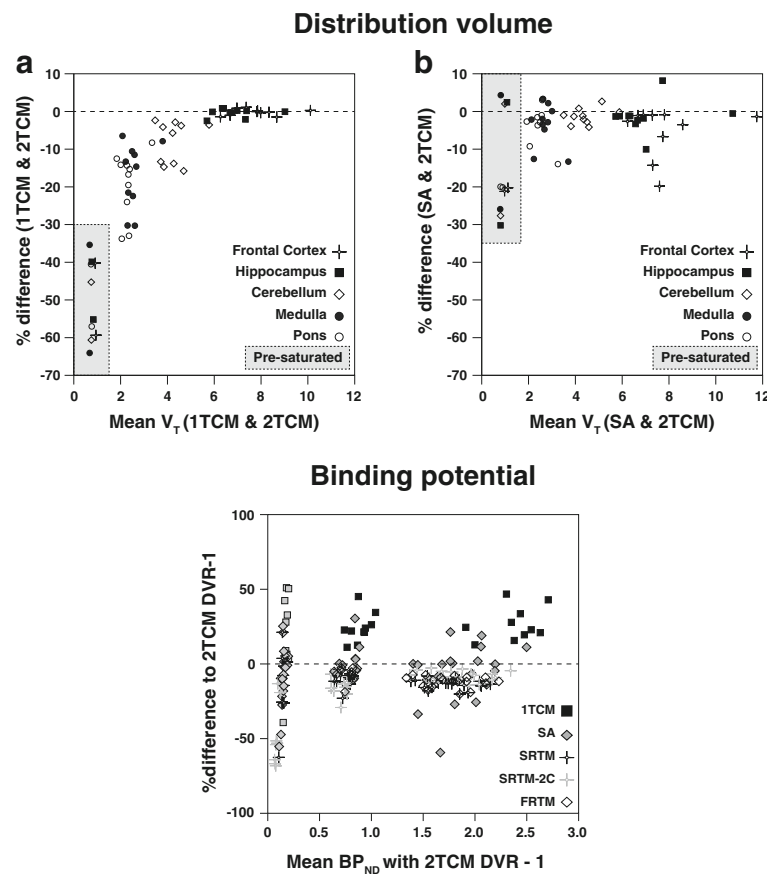 Distribution volume
a
b
% difference (1TCM & 2TCM)
10
0
-10
-20
-30
-40
-50
-60
-70
Frontal Cortex
Hippocampus
Cerebellum
Medulla
Pons
Pre-saturated
0 2 4 6 8 10 12
Mean VT (1TCM & 2TCM)
% difference (SA & 2TCM)
10
0
-10
-20
-30
-40
-50
-60
-70
Frontal Cortex
Hippocampus
Cerebellum
Medulla
Pons
Pre-saturated
0 2 4 6 8 10 12
Mean VT (SA & 2TCM)
Binding potential
%difference to 2TCM DVR-1
100
50
0
-50
-100
1TCM
SA
SRTM
SRTM-2C
FRTM
0 0.5 1.0 1.5 2.0 2.5 3.0
Mean BPND with 2TCM DVR - 1